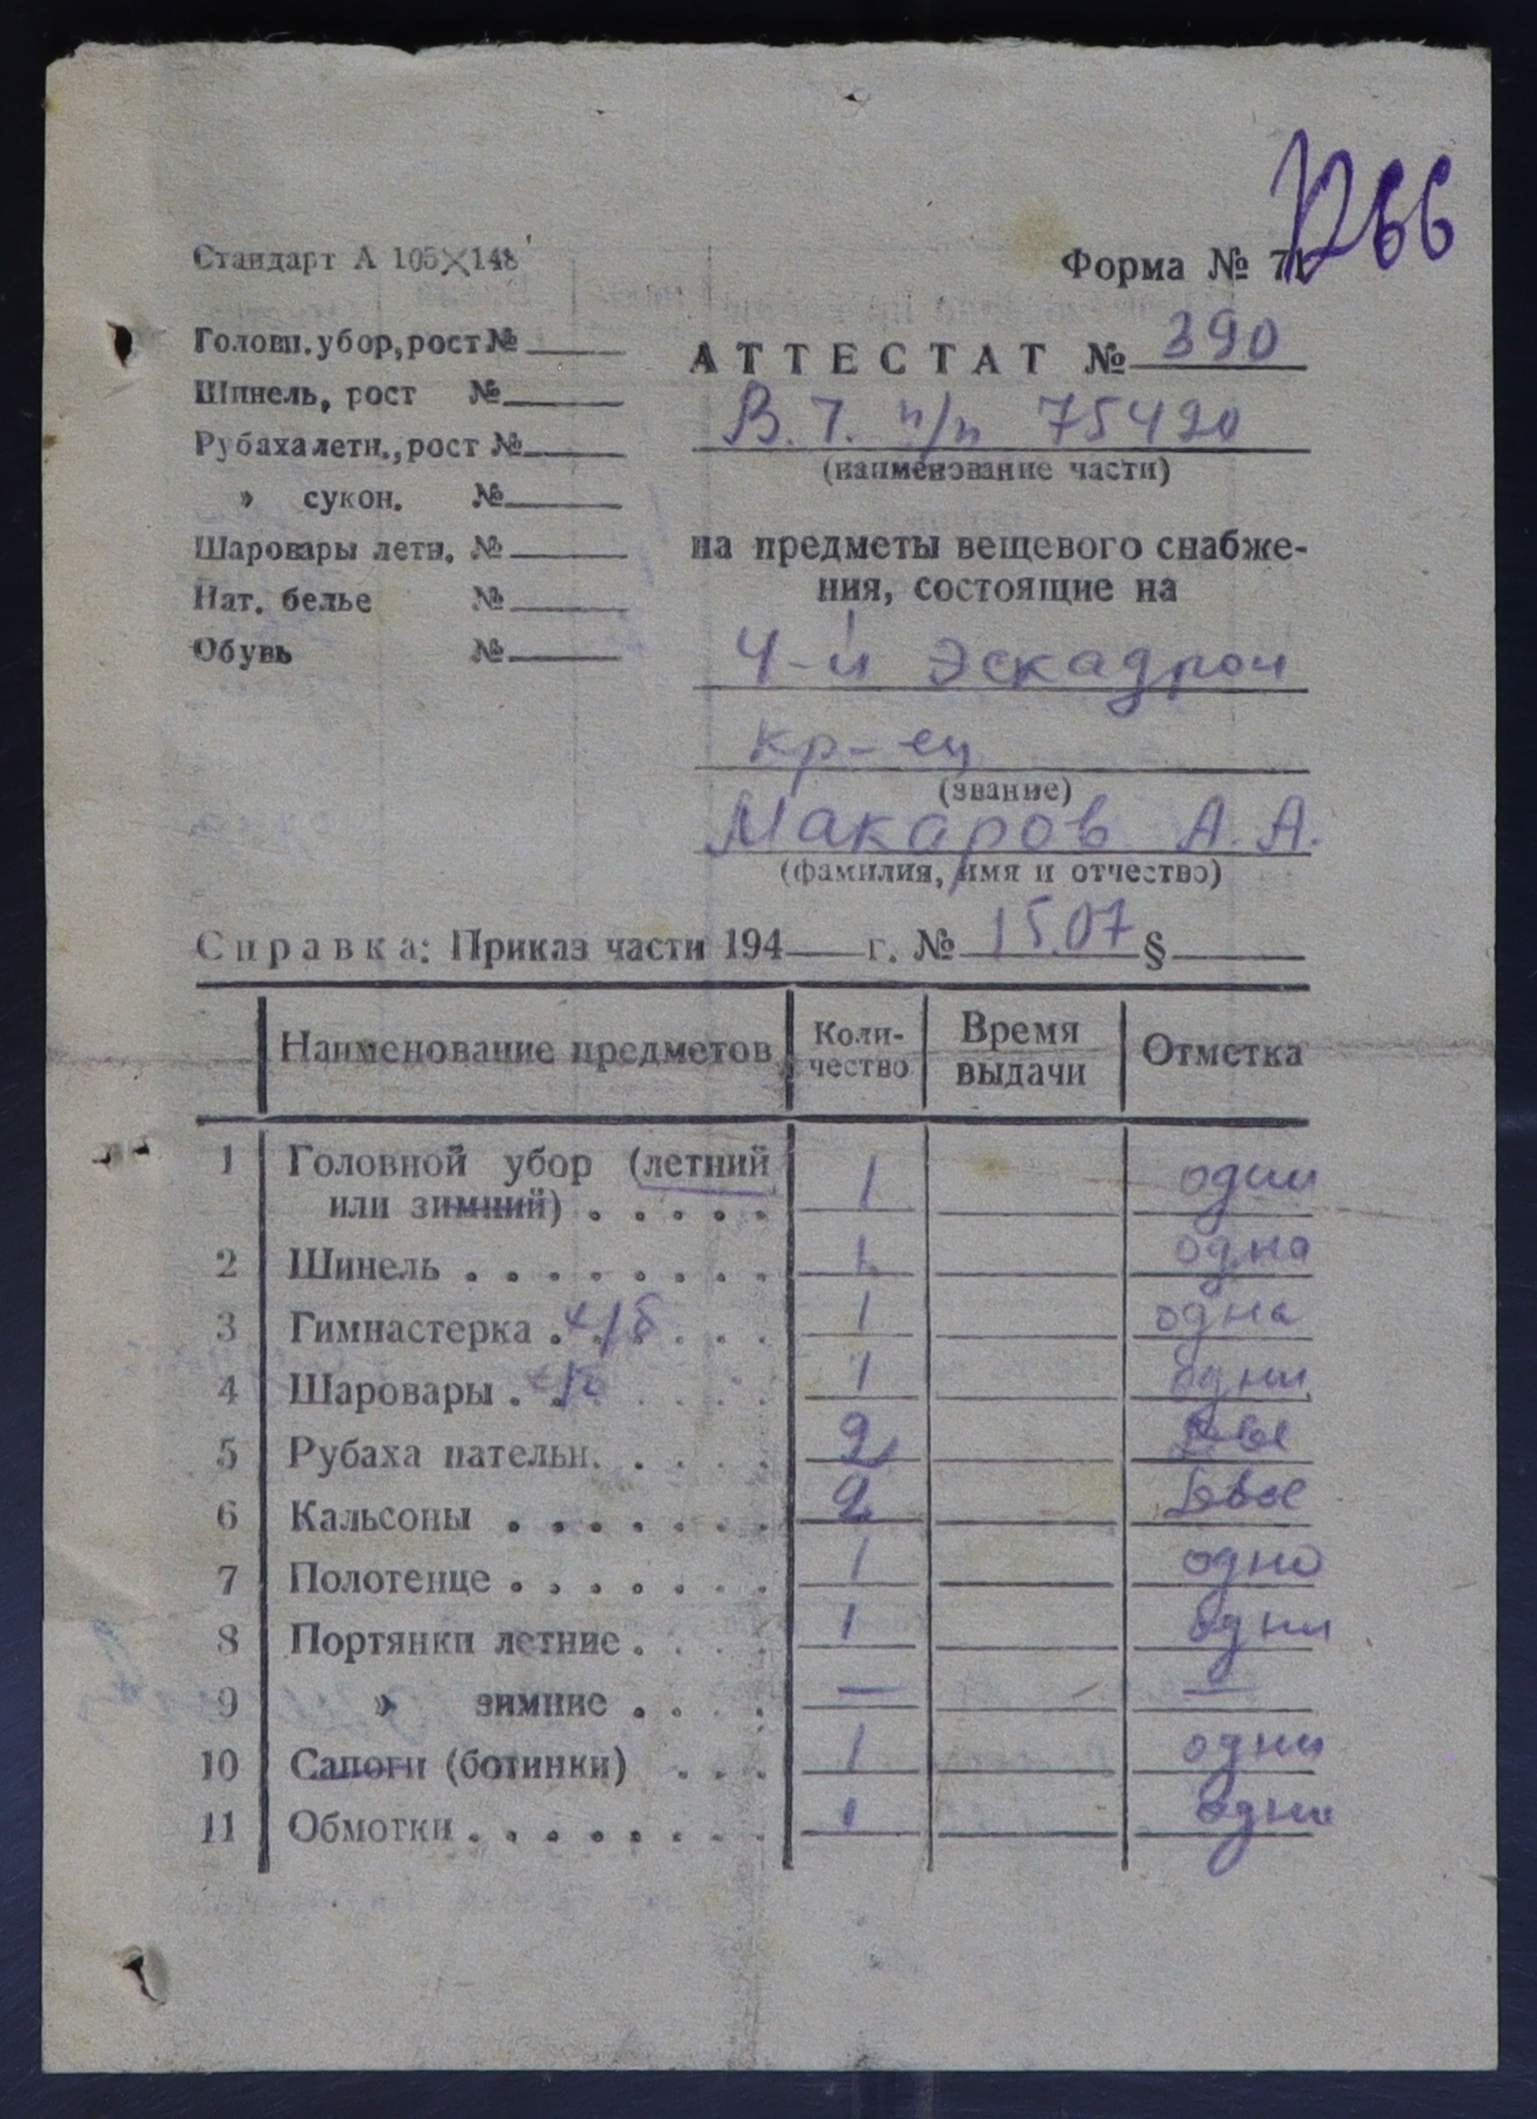 1266
Стандарт А 105×148
Форма № 71
Головн. убор, рост №
Шинель, рост №
Рубаха летн., рост №
» сукон. №
Шаровары летн. №
Нат. белье №
Обувь №
АТТЕСТАТ № 390
В.Ч. п/п 75490
(наименование части)
на предметы вещевого снабже-
ния, состоящие на
4-й эскадрон
кр-ец
(звание)
Макаров А. А.
(фамилия, имя и отчество)
Справка: Приказ части 194 г. № 15.07 §
Наименование предметов Коли-чество Время выдачи Отметка
1 Головной убор (летний
или зимний) . . . . . 1 один
2 Шинель . . . . . . . . 1 одна
3 Гимнастерка х/б 1 одна
4 Шаровары х/б 1 одни
5 Рубаха нательн. . . . . 2 две
6 Кальсоны . . . . . . . 2 двое
7 Полотенце . . . . . . . 1 одно
8 Портянки летние . . . . 1 одни
9 » зимние . . . . — —
10 Сапоги (ботинки) . . . 1 одни
11 Обмотки . . . . . . . . 1 одни